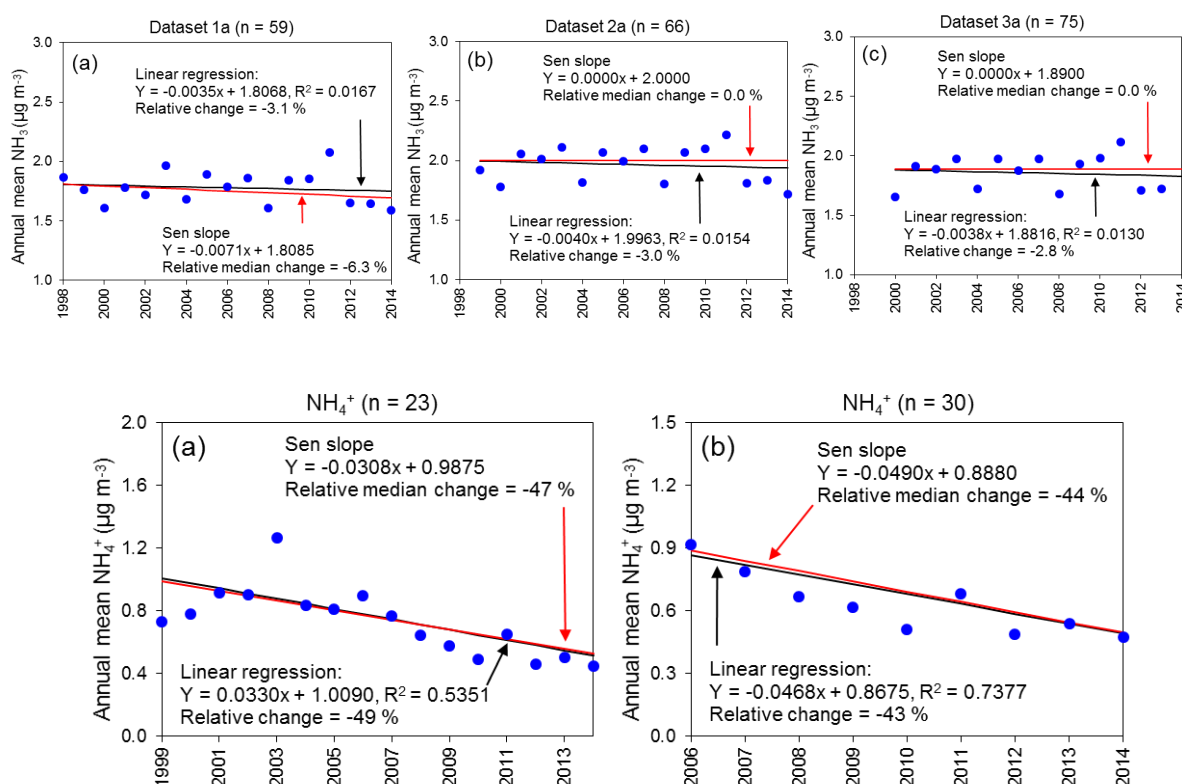 Dataset 1a (n = 59)
Annual mean NH₃ (µg m⁻³)
3.0
2.5
2.0
1.5
1.0
(a)
Linear regression:
Y = -0.0035x + 1.8068, R² = 0.0167
Relative change = -3.1 %
Sen slope
Y = -0.0071x + 1.8085
Relative median change = -6.3 %
1998
2000
2002
2004
2006
2008
2010
2012
2014
Dataset 2a (n = 66)
Annual mean NH₃ (µg m⁻³)
3.0
2.5
2.0
1.5
1.0
(b)
Sen slope
Y = 0.0000x + 2.0000
Relative median change = 0.0 %
Linear regression:
Y = -0.0040x + 1.9963, R² = 0.0154
Relative change = -3.0 %
1998
2000
2002
2004
2006
2008
2010
2012
2014
Dataset 3a (n = 75)
Annual mean NH₃ (µg m⁻³)
3.0
2.5
2.0
1.5
1.0
(c)
Sen slope
Y = 0.0000x + 1.8900
Relative median change = 0.0 %
Linear regression:
Y = -0.0038x + 1.8816, R² = 0.0130
Relative change = -2.8 %
1998
2000
2002
2004
2006
2008
2010
2012
2014
NH₄⁺ (n = 23)
Annual mean NH₄⁺ (µg m⁻³)
2.0
1.6
1.2
0.8
0.4
0.0
(a)
Sen slope
Y = -0.0308x + 0.9875
Relative median change = -47 %
Linear regression:
Y = 0.0330x + 1.0090, R² = 0.5351
Relative change = -49 %
1999
2001
2003
2005
2007
2009
2011
2013
NH₄⁺ (n = 30)
Annual mean NH₄⁺ (µg m⁻³)
1.5
1.2
0.9
0.6
0.3
0.0
(b)
Sen slope
Y = -0.0490x + 0.8880
Relative median change = -44 %
Linear regression:
Y = -0.0468x + 0.8675, R² = 0.7377
Relative change = -43 %
2006
2007
2008
2009
2010
2011
2012
2013
2014